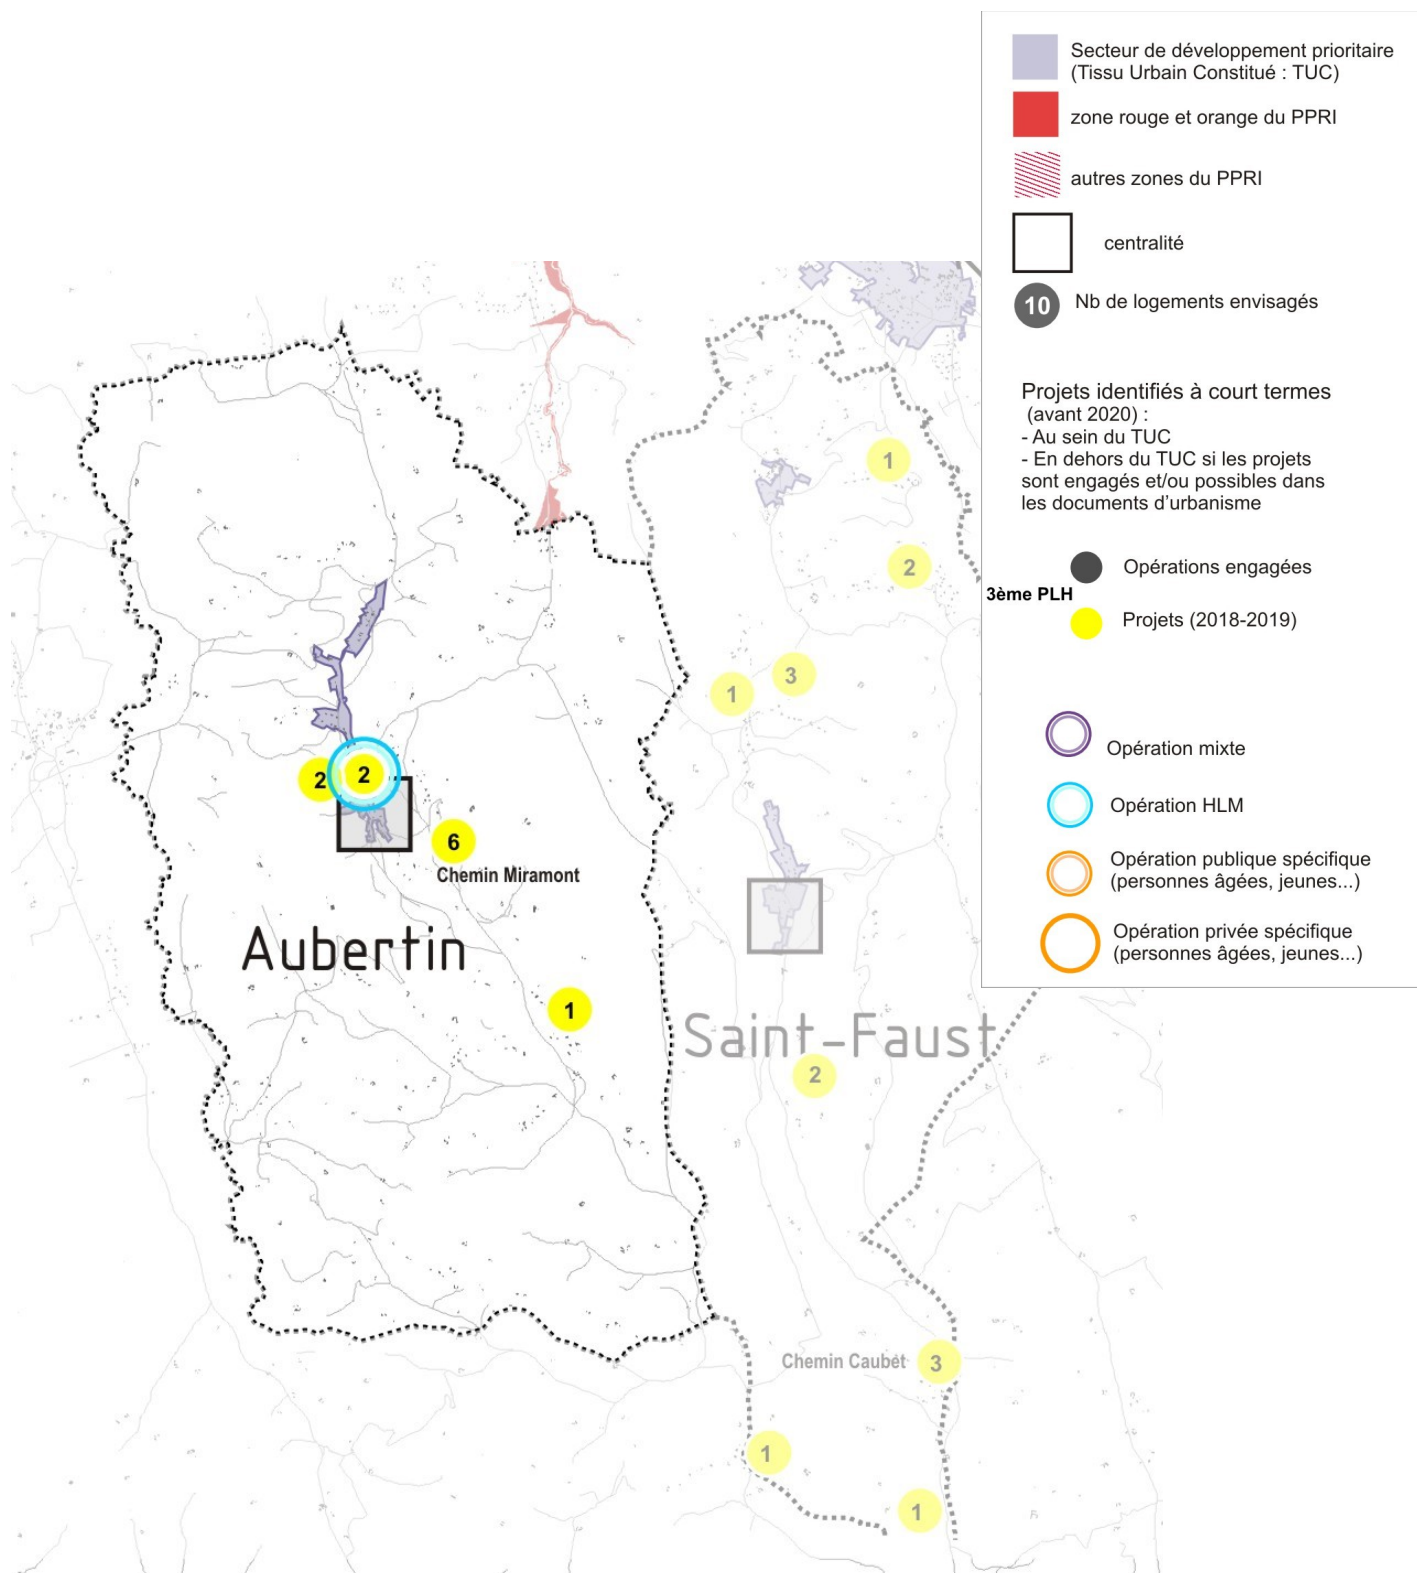 Secteur de développement prioritaire
(Tissu Urbain Constitué : TUC)
zone rouge et orange du PPRI
autres zones du PPRI
centralité
10
Nb de logements envisagés
Projets identifiés à court termes
(avant 2020) :
- Au sein du TUC
- En dehors du TUC si les projets
sont engagés et/ou possibles dans
les documents d'urbanisme
Opérations engagées
3ème PLH
Projets (2018-2019)
Opération mixte
Opération HLM
Opération publique spécifique
(personnes âgées, jeunes...)
Opération privée spécifique
(personnes âgées, jeunes...)
1
2
3
1
2
2
6
Chemin Miramont
Aubertin
1
Saint-Faust
2
Chemin Caubet
3
1
1